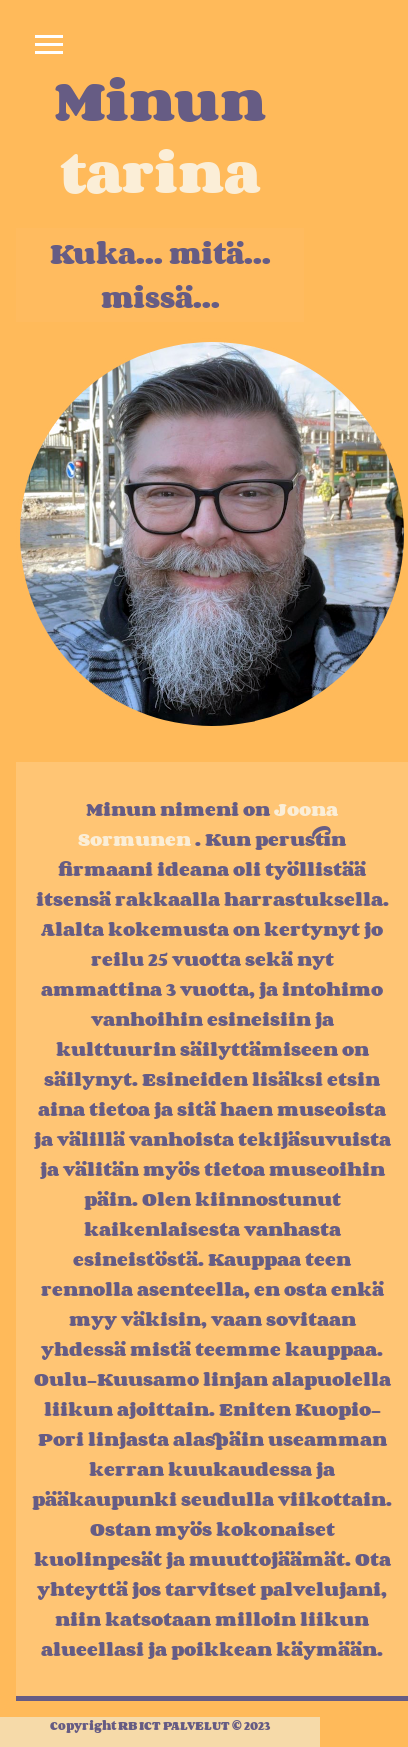 Minun
tarina
Kuka... mitä...
missä...
Minun nimeni on Joona
Sormunen . Kun perustin
firmaani ideana oli työllistää
itsensä rakkaalla harrastuksella.
Alalta kokemusta on kertynyt jo
reilu 25 vuotta sekä nyt
ammattina 3 vuotta, ja intohimo
vanhoihin esineisiin ja
kulttuurin säilyttämiseen on
säilynyt. Esineiden lisäksi etsin
aina tietoa ja sitä haen museoista
ja välillä vanhoista tekijäsuvuista
ja välitän myös tietoa museoihin
päin. Olen kiinnostunut
kaikenlaisesta vanhasta
esineistöstä. Kauppaa teen
rennolla asenteella, en osta enkä
myy väkisin, vaan sovitaan
yhdessä mistä teemme kauppaa.
Oulu-Kuusamo linjan alapuolella
liikun ajoittain. Eniten Kuopio-
Pori linjasta alaspäin useamman
kerran kuukaudessa ja
pääkaupunki seudulla viikottain.
Ostan myös kokonaiset
kuolinpesät ja muuttojäämät. Ota
yhteyttä jos tarvitset palvelujani,
niin katsotaan milloin liikun
alueellasi ja poikkean käymään.
Copyright RB ICT PALVELUT © 2023